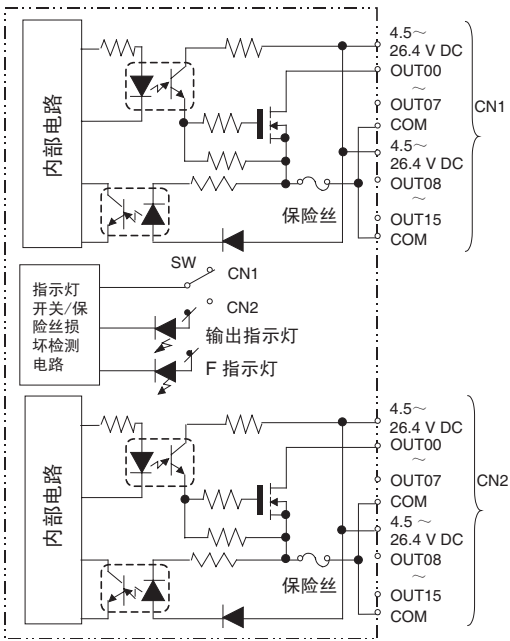 内部电路
4.5～
26.4 V DC
OUT00
～
OUT07
COM
4.5～
26.4 V DC
OUT08
～
OUT15
COM
CN1
保险丝
指示灯
开关/保
险丝损
坏检测
电路
SW
CN1
CN2
输出指示灯
F 指示灯
内部电路
4.5～
26.4 V DC
OUT00
～
OUT07
COM
4.5 ～
26.4 V DC
OUT08
～
OUT15
COM
CN2
保险丝